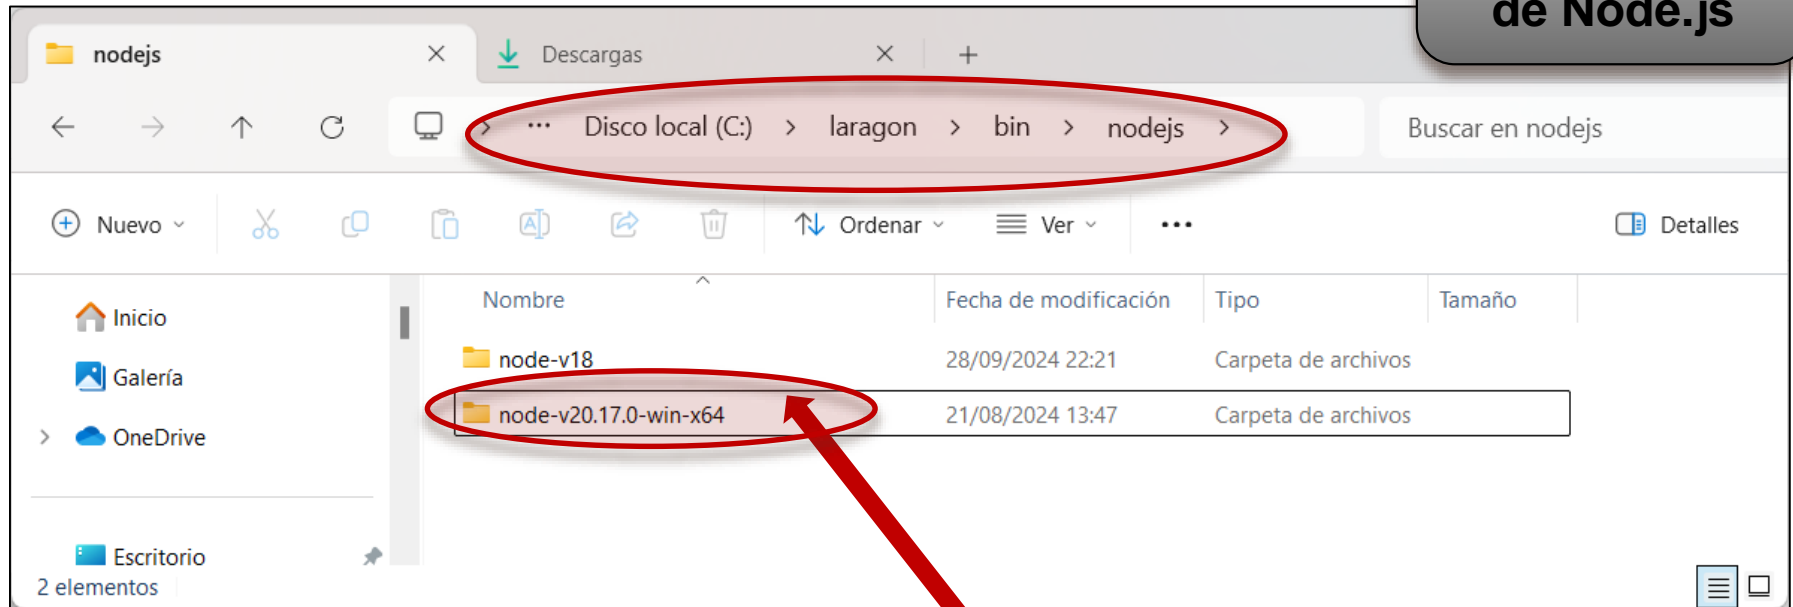 de Node.js
nodejs
Descargas
Disco local (C:) > laragon > bin > nodejs >
Buscar en nodejs
Nuevo
Ordenar
Ver
Detalles
Nombre
Fecha de modificación
Tipo
Tamaño
Inicio
node-v18
28/09/2024 22:21
Carpeta de archivos
Galería
node-v20.17.0-win-x64
21/08/2024 13:47
Carpeta de archivos
OneDrive
Escritorio
2 elementos